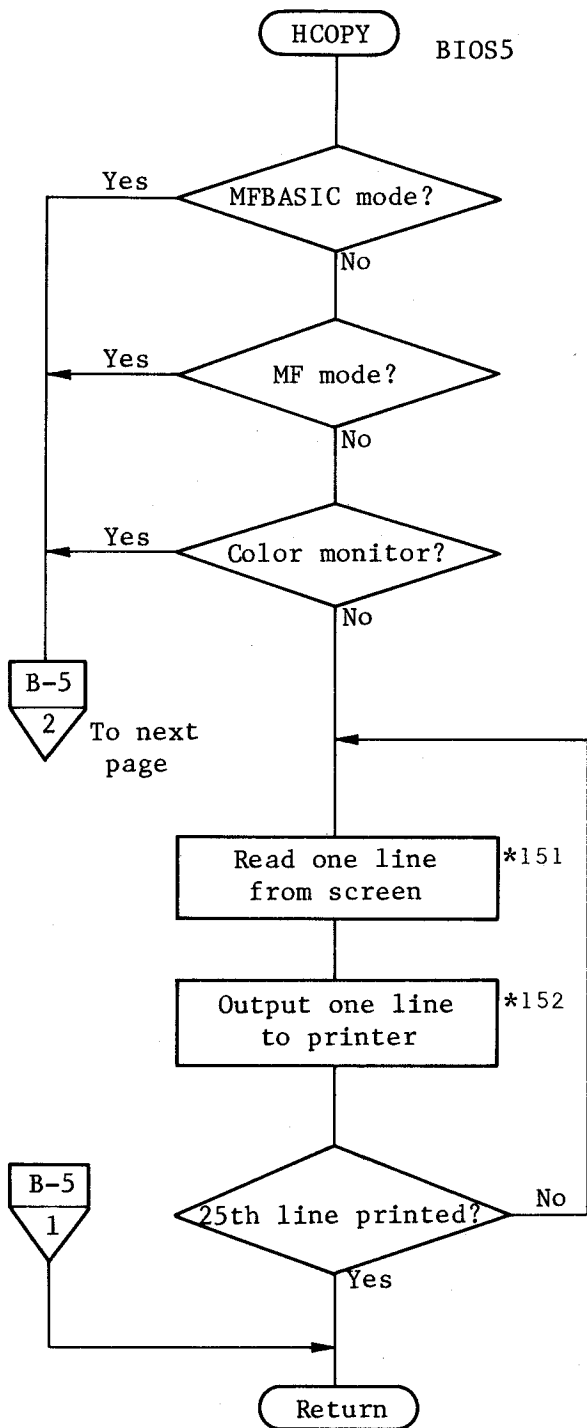 HCOPY
BIOS5
MFBASIC mode?
Yes
No
MF mode?
Yes
No
Color monitor?
Yes
No
B-5
2
To next
page
Read one line
from screen
*151
Output one line
to printer
*152
25th line printed?
No
Yes
B-5
1
Return